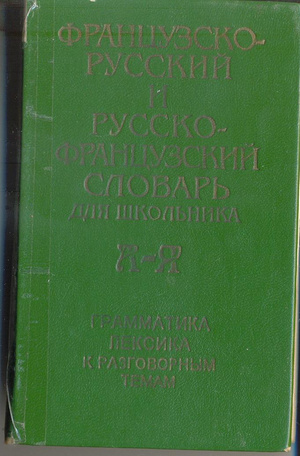 ФРАНЦУЗСКО-
РУССКИЙ
И
РУССКО-
ФРАНЦУЗСКИЙ
СЛОВАРЬ
ДЛЯ ШКОЛЬНИКА
А-Я
ГРАММАТИКА
ЛЕКСИКА
К РАЗГОВОРНЫМ
ТЕМАМ